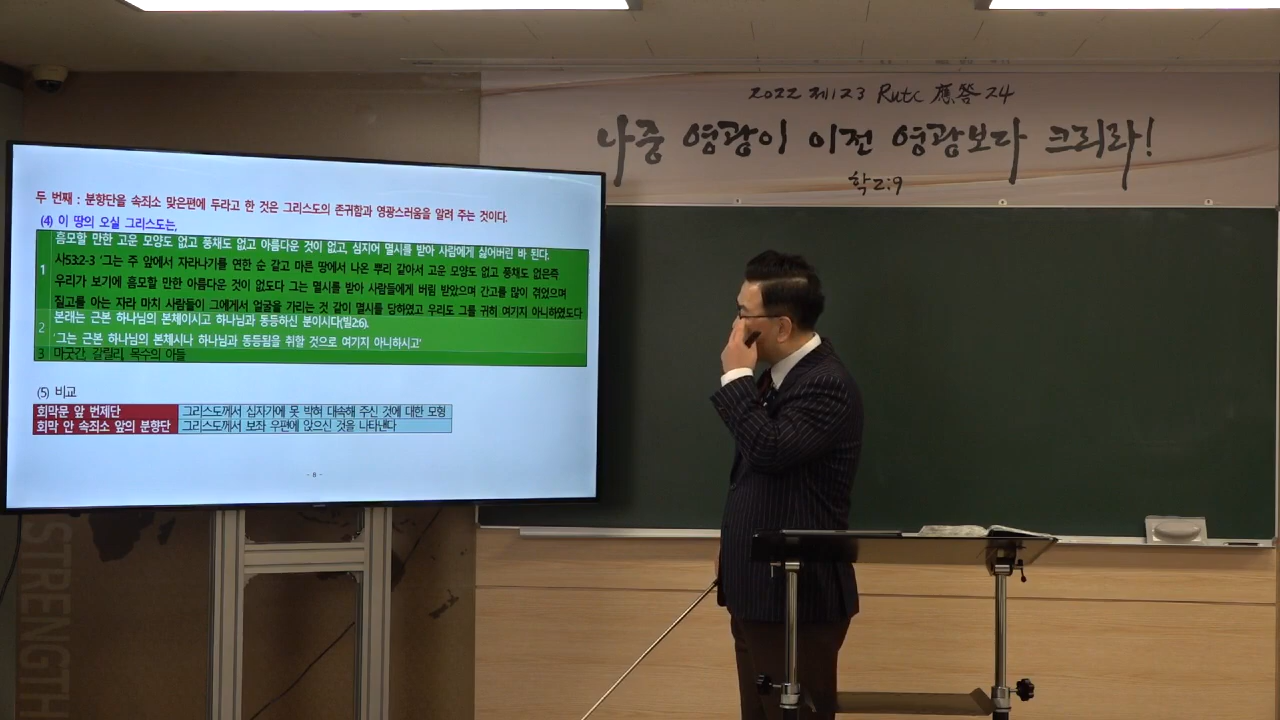 2022 제123 Rutc 應答 24
나중 영광이 이전 영광보다 크리라!
학2:9
두 번째 : 분향단을 속죄소 맞은편에 두라고 한 것은 그리스도의 존귀함과 영광스러움을 알려 주는 것이다.
(4) 이 땅의 오실 그리스도는,
1 흠모할 만한 고운 모양도 없고 풍채도 없고 아름다운 것이 없고, 심지어 멸시를 받아 사람에게 싫어버린 바 된다.
사53:2-3 '그는 주 앞에서 자라나기를 연한 순 같고 마른 땅에서 나온 뿌리 같아서 고운 모양도 없고 풍채도 없은즉
우리가 보기에 흠모할 만한 아름다운 것이 없도다 그는 멸시를 받아 사람들에게 버림 받았으며 간고를 많이 겪었으며
질고를 아는 자라 마치 사람들이 그에게서 얼굴을 가리는 것 같이 멸시를 당하였고 우리도 그를 귀히 여기지 아니하였도다
2 본래는 근본 하나님의 본체이시고 하나님과 동등하신 분이시다(빌2:6).
'그는 근본 하나님의 본체시나 하나님과 동등됨을 취할 것으로 여기지 아니하시고'
3 마굿간, 갈릴리, 목수의 아들
(5) 비교
회막문 앞 번제단 그리스도께서 십자가에 못 박혀 대속해 주신 것에 대한 모형
회막 안 속죄소 앞의 분향단 그리스도께서 보좌 우편에 앉으신 것을 나타낸다
- 8 -
STRENGTH